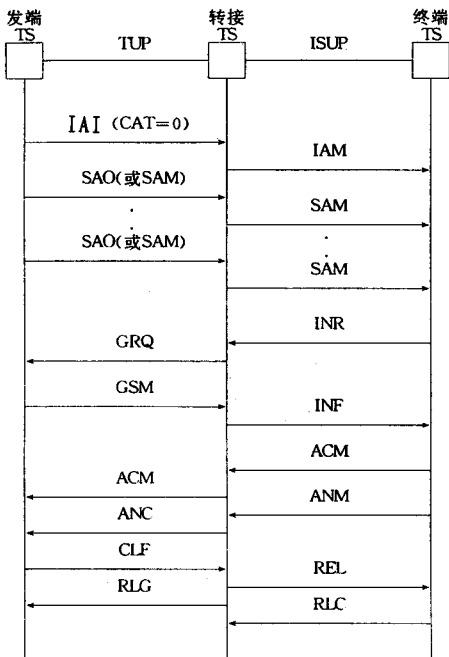 发端 转接 终端
TS TUP TS ISUP TS
IAI (CAT=0)
IAM
SAO(或SAM)
SAM
SAO(或SAM)
SAM
INR
GRQ
GSM
INF
ACM
ACM
ANM
ANC
CLF
REL
RLG
RLC